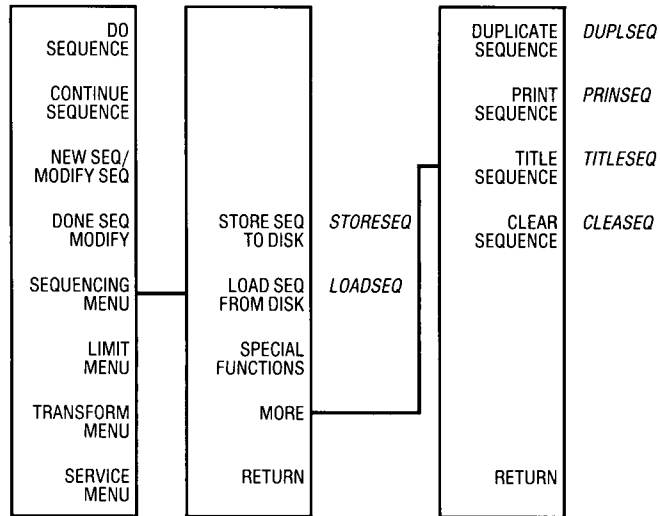 DO
SEQUENCE
CONTINUE
SEQUENCE
NEW SEQ/
MODIFY SEQ
DONE SEQ
MODIFY
SEQUENCING
MENU
LIMIT
MENU
TRANSFORM
MENU
SERVICE
MENU
STORE SEQ
TO DISK
STORESEQ
LOAD SEQ
FROM DISK
LOADSEQ
SPECIAL
FUNCTIONS
MORE
RETURN
DUPLICATE
SEQUENCE
DUPLSEQ
PRINT
SEQUENCE
PRINSEQ
TITLE
SEQUENCE
TITLESEQ
CLEAR
SEQUENCE
CLEASEQ
RETURN